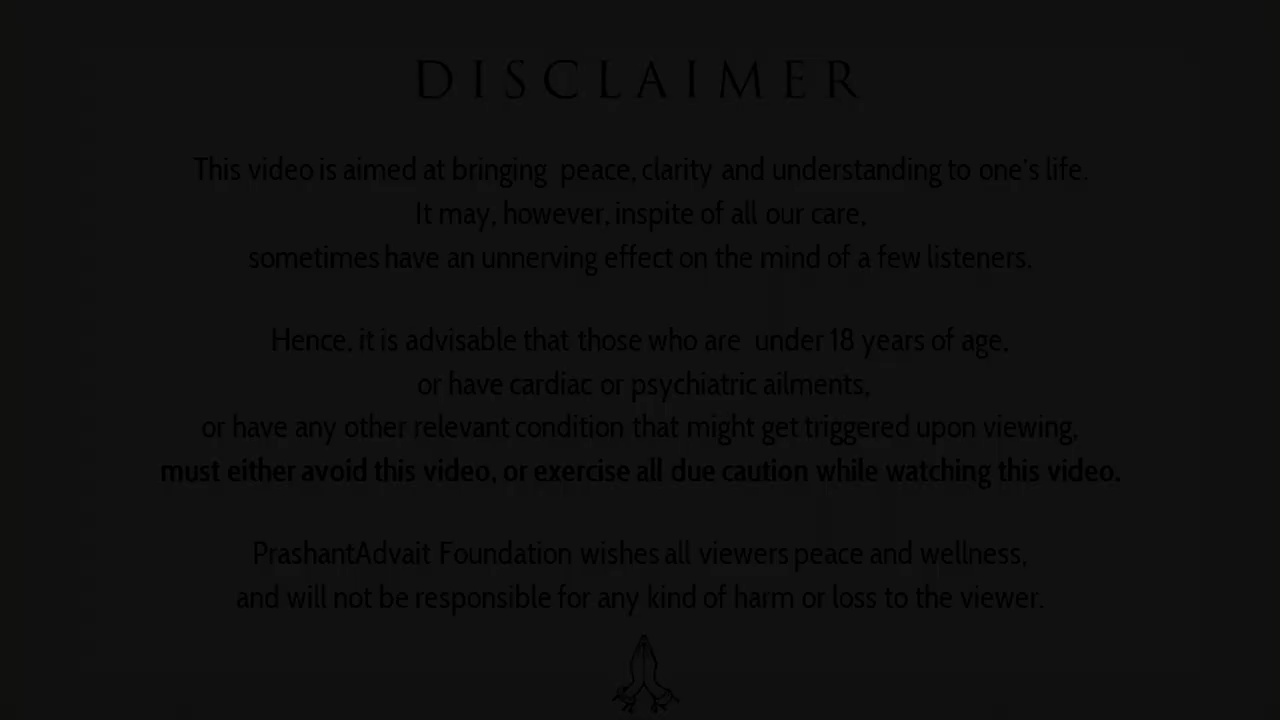 DISCLAIMER
This video is aimed at bringing peace, clarity and understanding to one's life.
It may, however, inspite of all our care,
sometimes have an unnerving effect on the mind of a few listeners.
Hence, it is advisable that those who are under 18 years of age,
or have cardiac or psychiatric ailments,
or have any other relevant condition that might get triggered upon viewing,
must either avoid this video, or exercise all due caution while watching this video.
PrashantAdvait Foundation wishes all viewers peace and wellness,
and will not be responsible for any kind of harm or loss to the viewer.